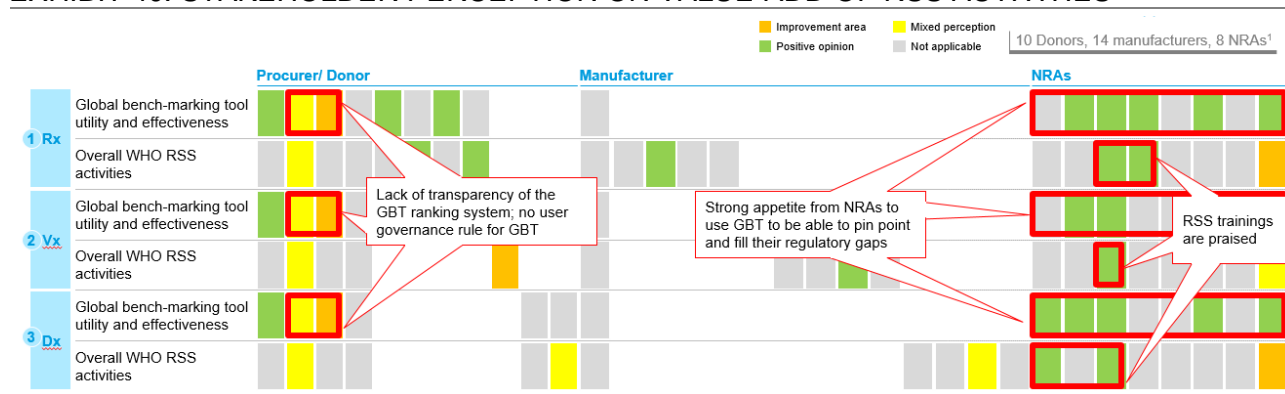 Improvement area
Mixed perception
Positive opinion
Not applicable
10 Donors, 14 manufacturers, 8 NRAs¹
Procurer/ Donor
Manufacturer
NRAs
1 Rx
Global bench-marking tool
utility and effectiveness
Overall WHO RSS
activities
2 Vx
Global bench-marking tool
utility and effectiveness
Overall WHO RSS
activities
3 Dx
Global bench-marking tool
utility and effectiveness
Overall WHO RSS
activities
Lack of transparency of the
GBT ranking system; no user
governance rule for GBT
Strong appetite from NRAs to
use GBT to be able to pin point
and fill their regulatory gaps
RSS trainings
are praised